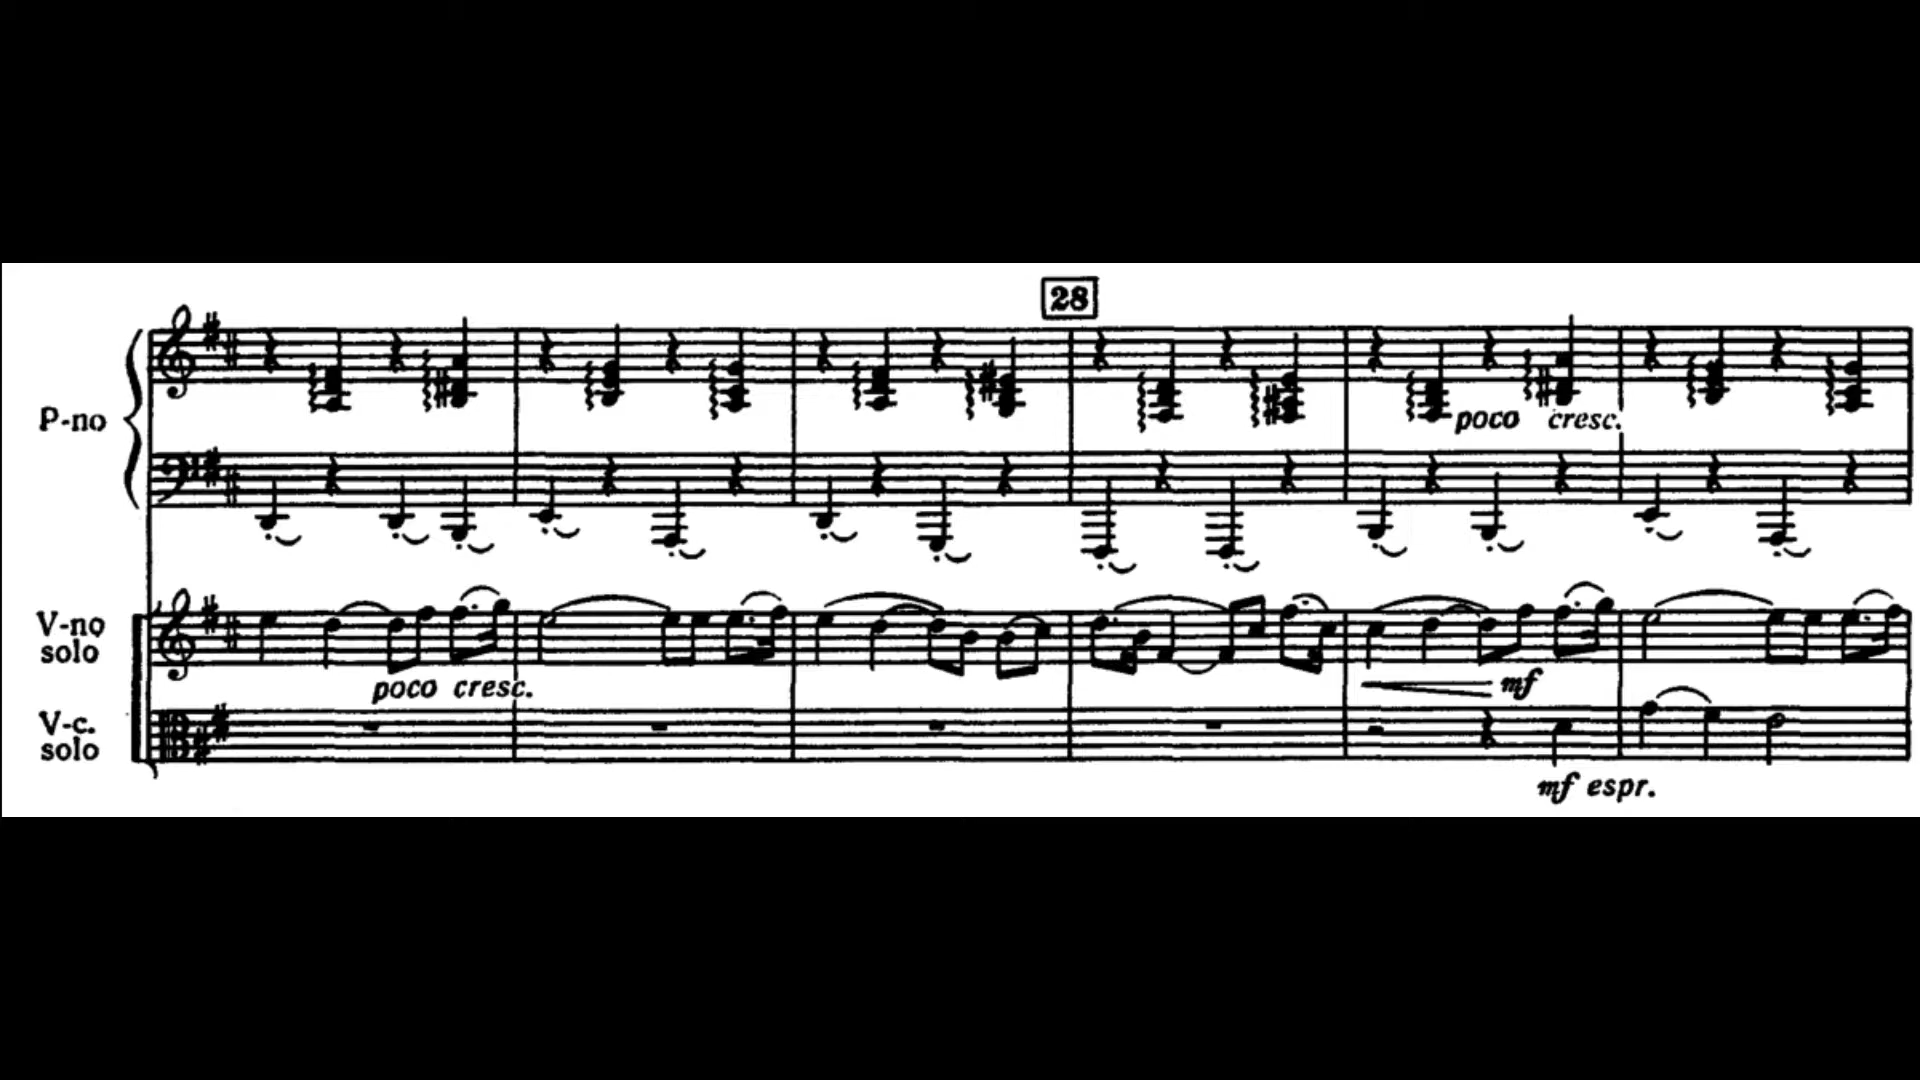 28
P-no
poco cresc.
V-no
solo
poco cresc.
mf
V-c.
solo
mf espr.